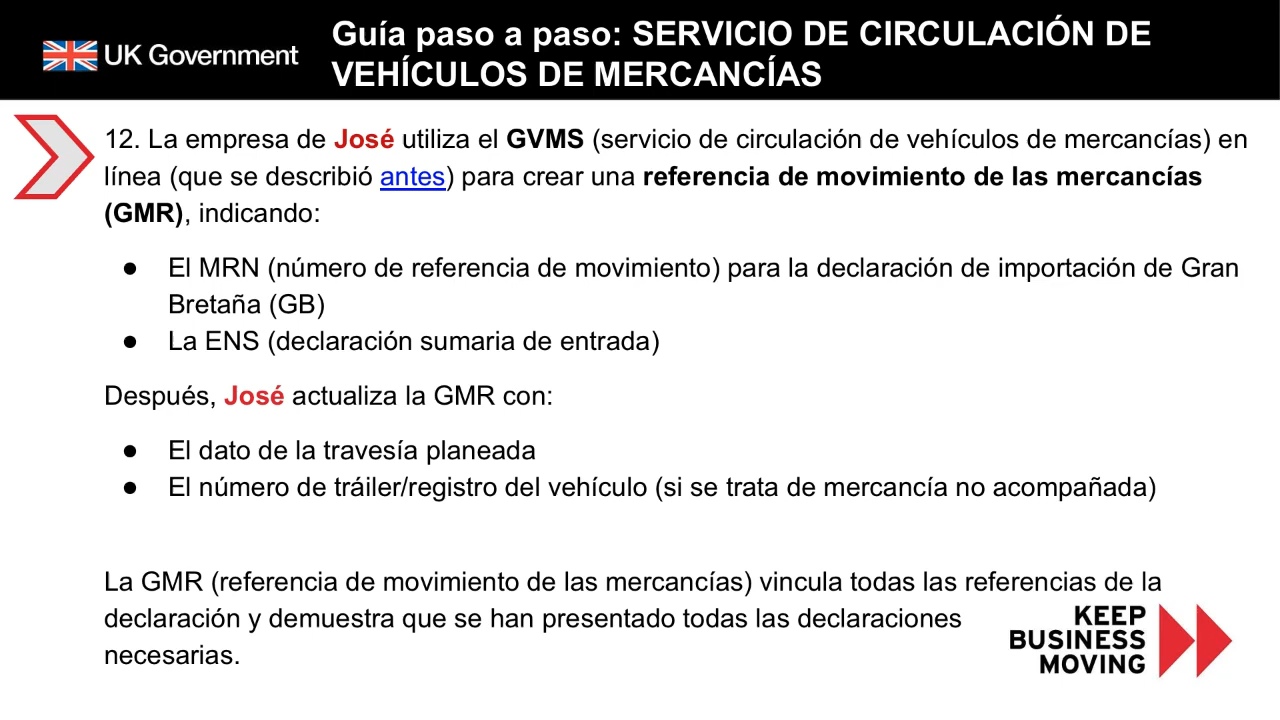 UK Government
Guía paso a paso: SERVICIO DE CIRCULACIÓN DE
VEHÍCULOS DE MERCANCÍAS
12. La empresa de José utiliza el GVMS (servicio de circulación de vehículos de mercancías) en
línea (que se describió antes) para crear una referencia de movimiento de las mercancías
(GMR), indicando:
● El MRN (número de referencia de movimiento) para la declaración de importación de Gran
Bretaña (GB)
● La ENS (declaración sumaria de entrada)
Después, José actualiza la GMR con:
● El dato de la travesía planeada
● El número de tráiler/registro del vehículo (si se trata de mercancía no acompañada)
La GMR (referencia de movimiento de las mercancías) vincula todas las referencias de la
declaración y demuestra que se han presentado todas las declaraciones
necesarias.
KEEP
BUSINESS
MOVING